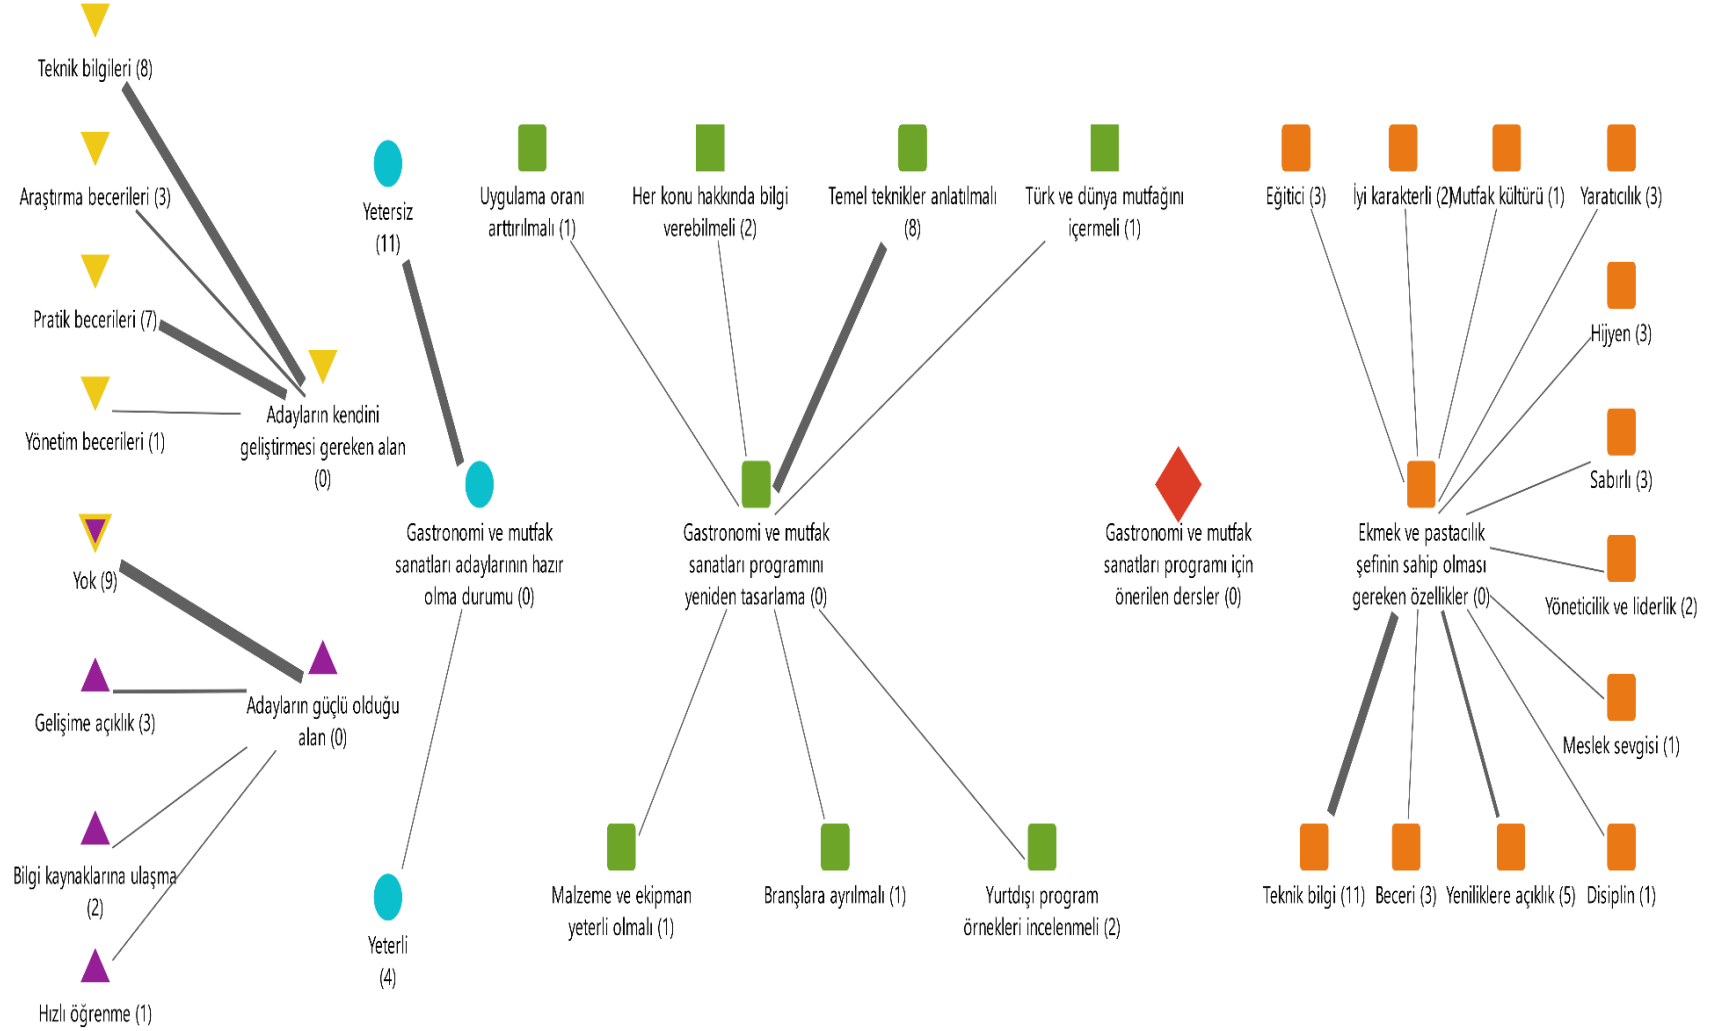 Teknik bilgileri (8)
Araştırma becerileri (3)
Pratik becerileri (7)
Yönetim becerileri (1)
Adayların kendini
geliştirmesi gereken alan
(0)
Yok (9)
Gelişime açıklık (3)
Bilgi kaynaklarına ulaşma
(2)
Hızlı öğrenme (1)
Adayların güçlü olduğu
alan (0)
Yetersiz
(11)
Gastronomi ve mutfak
sanatları adaylarının hazır
olma durumu (0)
Yeterli
(4)
Uygulama oranı
arttırılmalı (1)
Her konu hakkında bilgi
verebilmeli (2)
Temel teknikler anlatılmalı
(8)
Türk ve dünya mutfağını
içermeli (1)
Gastronomi ve mutfak
sanatları programını
yeniden tasarlama (0)
Malzeme ve ekipman
yeterli olmalı (1)
Branşlara ayrılmalı (1)
Yurtdışı program
örnekleri incelenmeli (2)
Gastronomi ve mutfak
sanatları programı için
önerilen dersler (0)
Eğitici (3)
İyi karakterli (2)
Mutfak kültürü (1)
Yaratıcılık (3)
Hijyen (3)
Sabırlı (3)
Ekmek ve pastacılık
şefinin sahip olması
gereken özellikler (0)
Yöneticilik ve liderlik (2)
Meslek sevgisi (1)
Teknik bilgi (11)
Beceri (3)
Yeniliklere açıklık (5)
Disiplin (1)